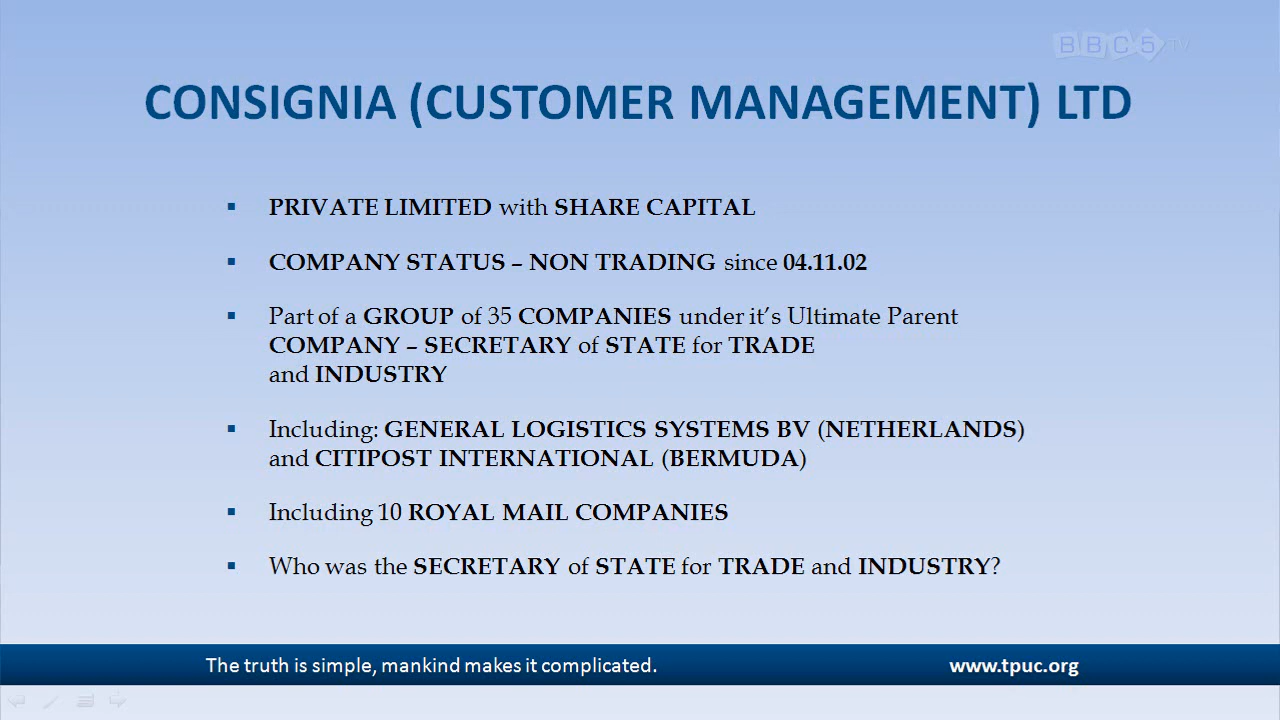 BBC5 TV
CONSIGNIA (CUSTOMER MANAGEMENT) LTD
▪ PRIVATE LIMITED with SHARE CAPITAL
▪ COMPANY STATUS – NON TRADING since 04.11.02
▪ Part of a GROUP of 35 COMPANIES under it’s Ultimate Parent
COMPANY – SECRETARY of STATE for TRADE
and INDUSTRY
▪ Including: GENERAL LOGISTICS SYSTEMS BV (NETHERLANDS)
and CITIPOST INTERNATIONAL (BERMUDA)
▪ Including 10 ROYAL MAIL COMPANIES
▪ Who was the SECRETARY of STATE for TRADE and INDUSTRY?
The truth is simple, mankind makes it complicated.
www.tpuc.org